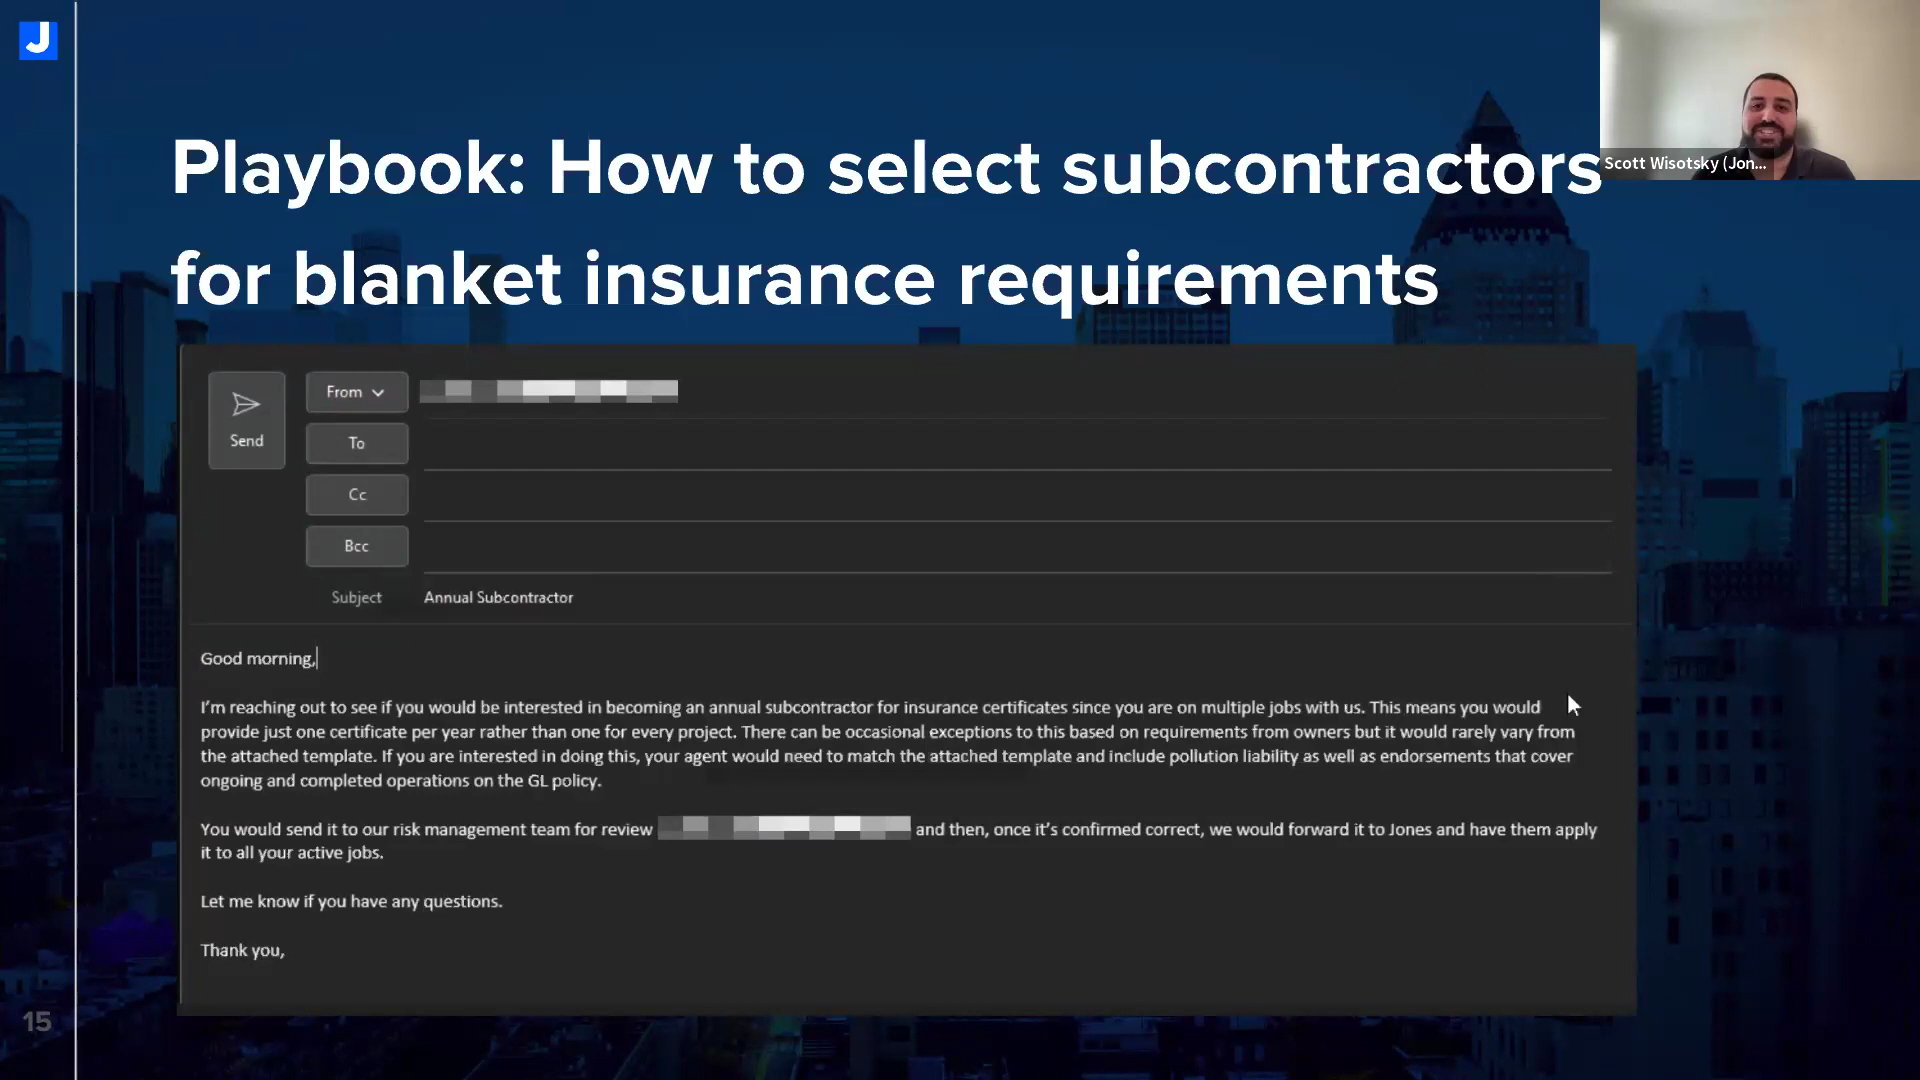 J
Playbook: How to select subcontractors
for blanket insurance requirements
Scott Wisotsky (Jon...
Send
From
To
Cc
Bcc
Subject Annual Subcontractor
Good morning,
I'm reaching out to see if you would be interested in becoming an annual subcontractor for insurance certificates since you are on multiple jobs with us. This means you would
provide just one certificate per year rather than one for every project. There can be occasional exceptions to this based on requirements from owners but it would rarely vary from
the attached template. If you are interested in doing this, your agent would need to match the attached template and include pollution liability as well as endorsements that cover
ongoing and completed operations on the GL policy.
You would send it to our risk management team for review and then, once it's confirmed correct, we would forward it to Jones and have them apply
it to all your active jobs.
Let me know if you have any questions.
Thank you,
15